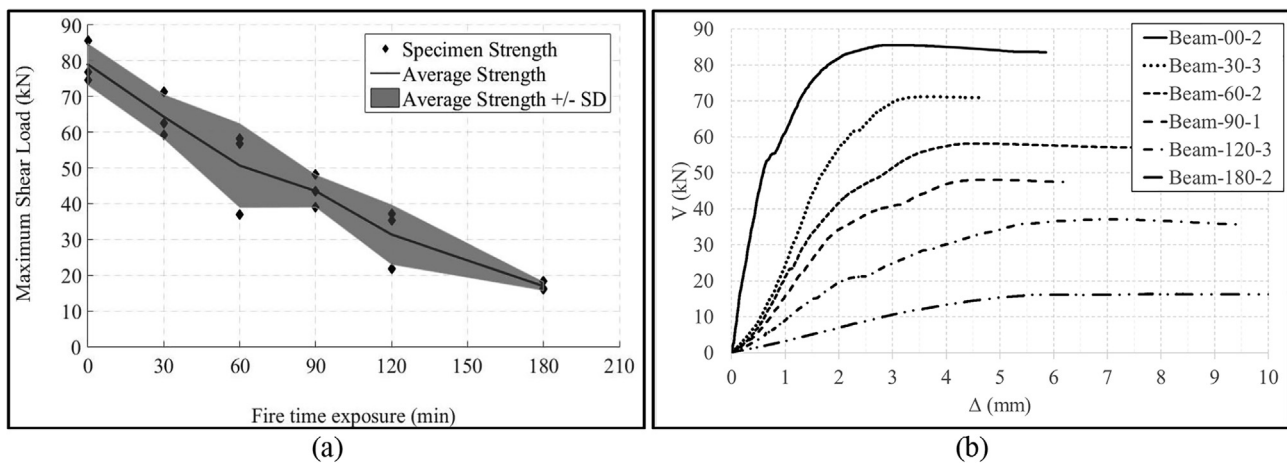 90
80
70
60
50
40
30
20
10
0
Maximum Shear Load (kN)
Specimen Strength
Average Strength
Average Strength +/- SD
0 30 60 90 120 150 180 210
Fire time exposure (min)
(a)
90
80
70
60
50
40
30
20
10
0
V (kN)
Beam-00-2
Beam-30-3
Beam-60-2
Beam-90-1
Beam-120-3
Beam-180-2
0 1 2 3 4 5 6 7 8 9 10
Δ (mm)
(b)